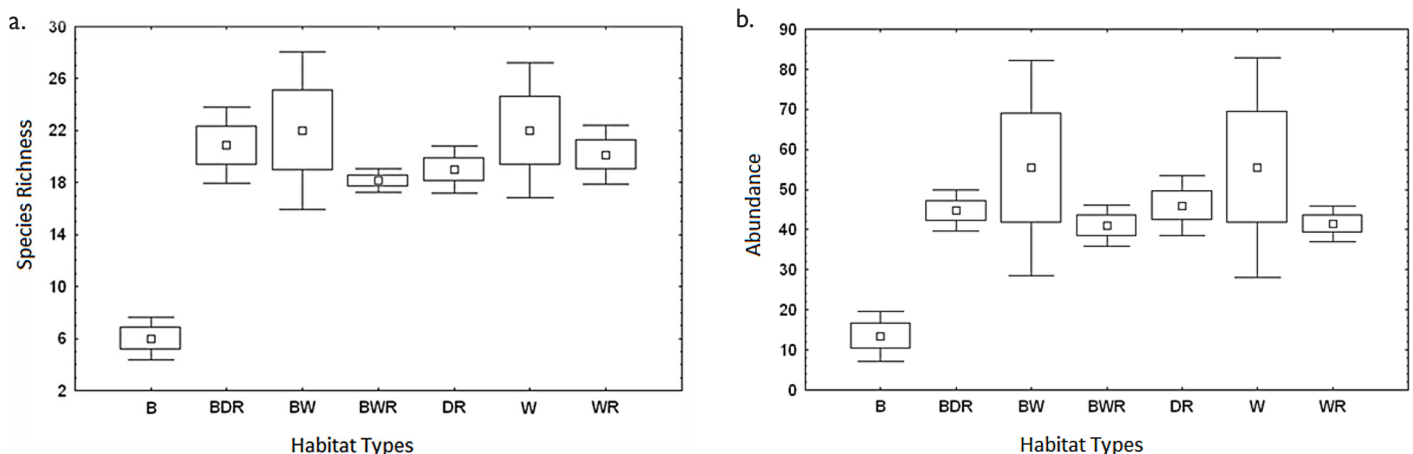 a.
30
26
22
18
14
10
6
2
Species Richness
B BDR BW BWR DR W WR
Habitat Types
b.
90
80
70
60
50
40
30
20
10
0
Abundance
B BDR BW BWR DR W WR
Habitat Types